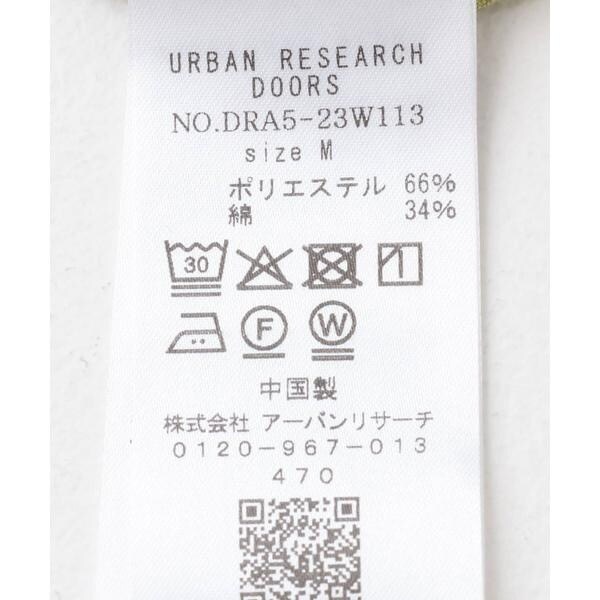 URBAN RESEARCH
DOORS
NO.DRA5-23W113
size M
ポリエステル 66%
綿 34%
30
F W
中国製
株式会社 アーバンリサーチ
0120-967-013
470